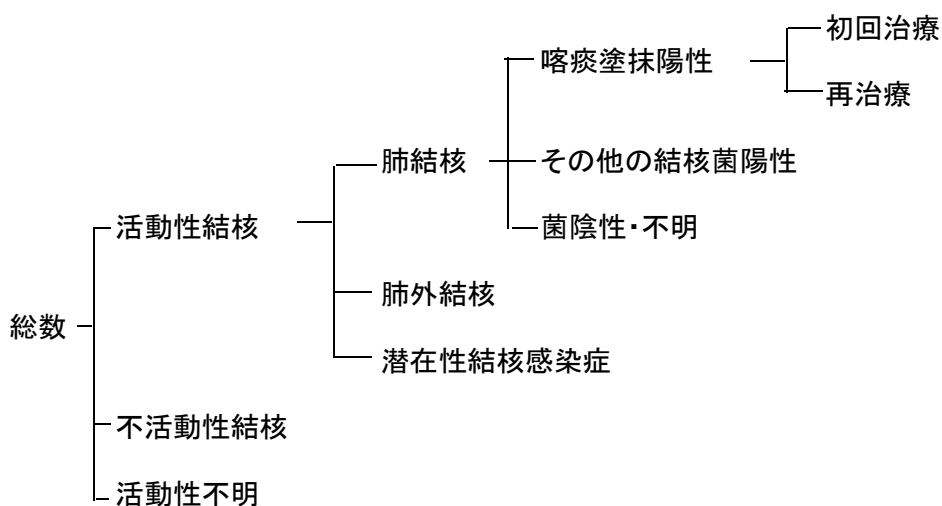 初回治療
喀痰塗抹陽性
再治療
肺結核
その他の結核菌陽性
活動性結核
菌陰性・不明
肺外結核
総数
潜在性結核感染症
不活動性結核
活動性不明